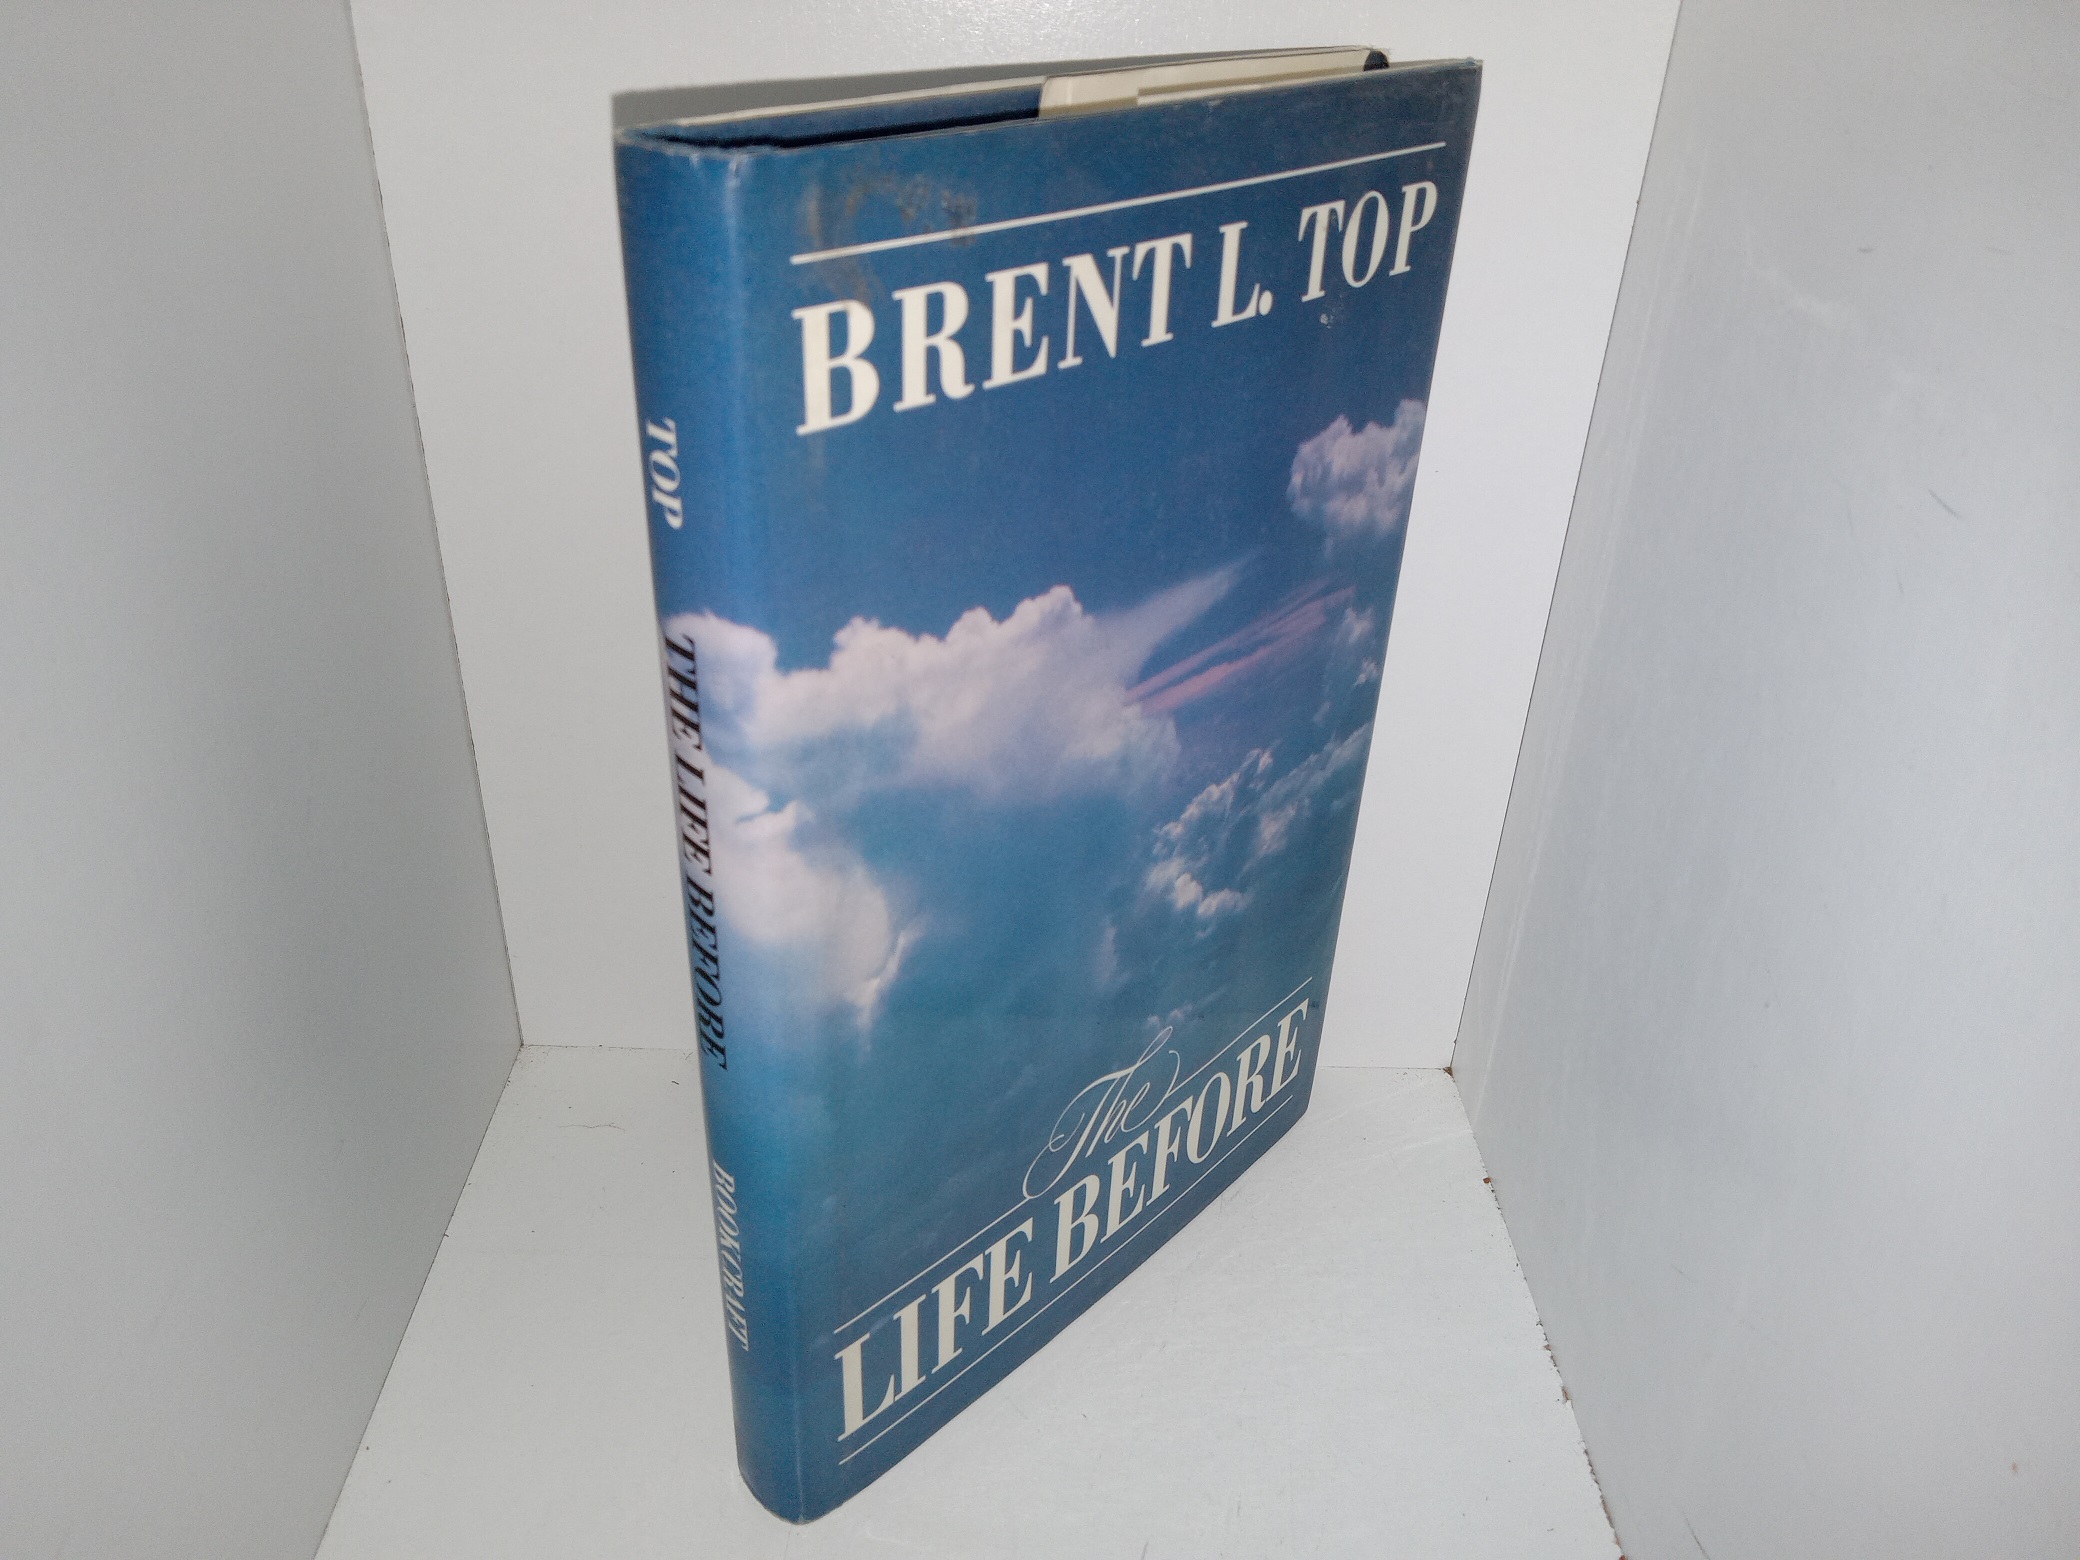 BRENT L. TOP
The
LIFE BEFORE
TOP
THE LIFE BEFORE
BOOKCRAFT